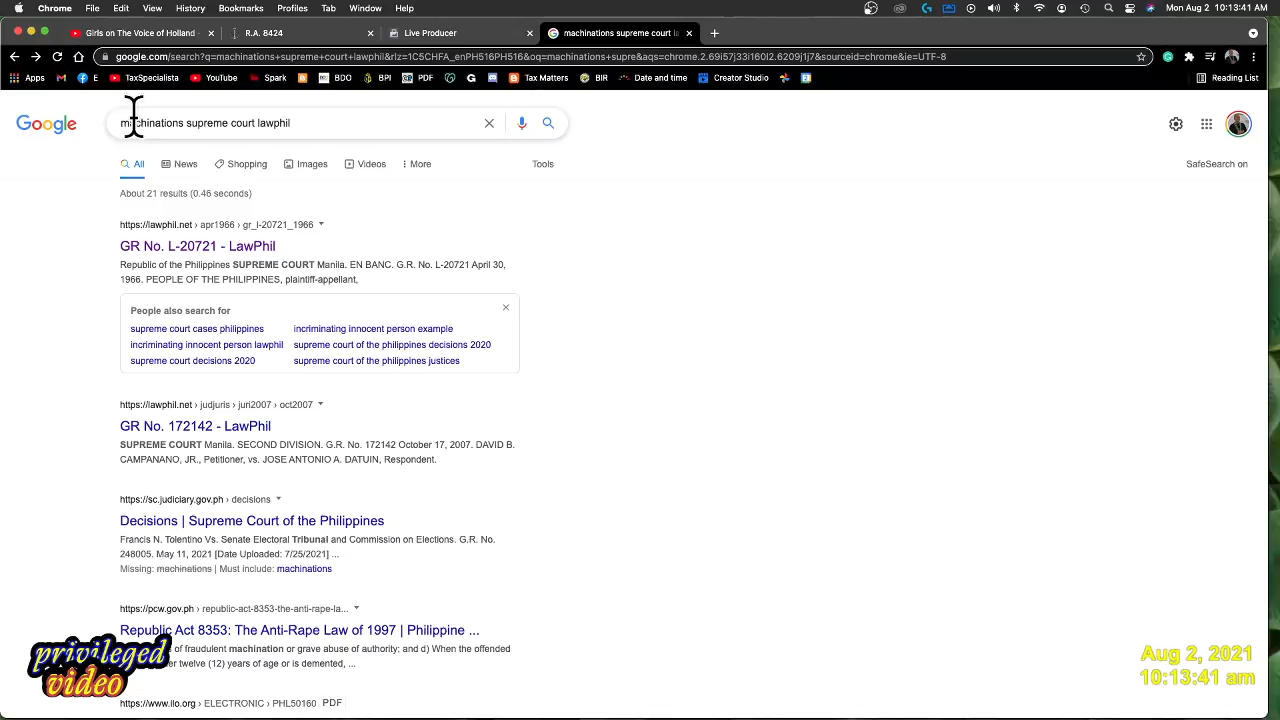 Chrome File Edit View History Bookmarks Profiles Tab Window Help
Mon Aug 2 10:13:41 AM
Girls on The Voice of Holland -
R.A. 8424
Live Producer
machinations supreme court la
google.com/search?q=machinations+supreme+court+lawphil&rlz=1C5CHFA_enPH516PH516&oq=machinations+supre&aqs=chrome.2.69i57j33i160l2.6209j1j7&sourceid=chrome&ie=UTF-8
Apps M E TaxSpecialista YouTube Spark BDO BPI PDF G Tax Matters BIR Date and time Creator Studio Reading List
Google
machinations supreme court lawphil
All News Shopping Images Videos More Tools SafeSearch on
About 21 results (0.46 seconds)
https://lawphil.net › apr1966 › gr_l-20721_1966
GR No. L-20721 - LawPhil
Republic of the Philipines SUPREME COURT Manila. EN BANC. G.R. No. L-20721 April 30,
1966. PEOPLE OF THE PHILIPPINES, plaintiff-appellant,
People also search for
supreme court cases philippines incriminating innocent person example
incriminating innocent person lawphil supreme court of the philippines decisions 2020
supreme court decisions 2020 supreme court of the philippines justices
https://lawphil.net › judjuris › juri2007 › oct2007
GR No. 172142 - LawPhil
SUPREME COURT Manila. SECOND DIVISION. G.R. No. 172142 October 17, 2007. DAVID B.
CAMPANANO, JR., Petitioner, vs. JOSE ANTONIO A. DATUIN, Respondent.
https://sc.judiciary.gov.ph › decisions
Decisions | Supreme Court of the Philippines
Francis N. Tolentino Vs. Senate Electoral Tribunal and Commission on Elections. G.R. No.
248005. May 11, 2021 [Date Uploaded: 7/25/2021] ...
Missing: machinations | Must include: machinations
https://pcw.gov.ph › republic-act-8353-the-anti-rape-la...
Republic Act 8353: The Anti-Rape Law of 1997 | Philippine ...
of fraudulent machination or grave abuse of authority; and d) When the offended
twelve (12) years of age or is demented, ...
https://www.ilo.org › ELECTRONIC › PHL50160 PDF
privileged
video
Aug 2, 2021
10:13:41 am